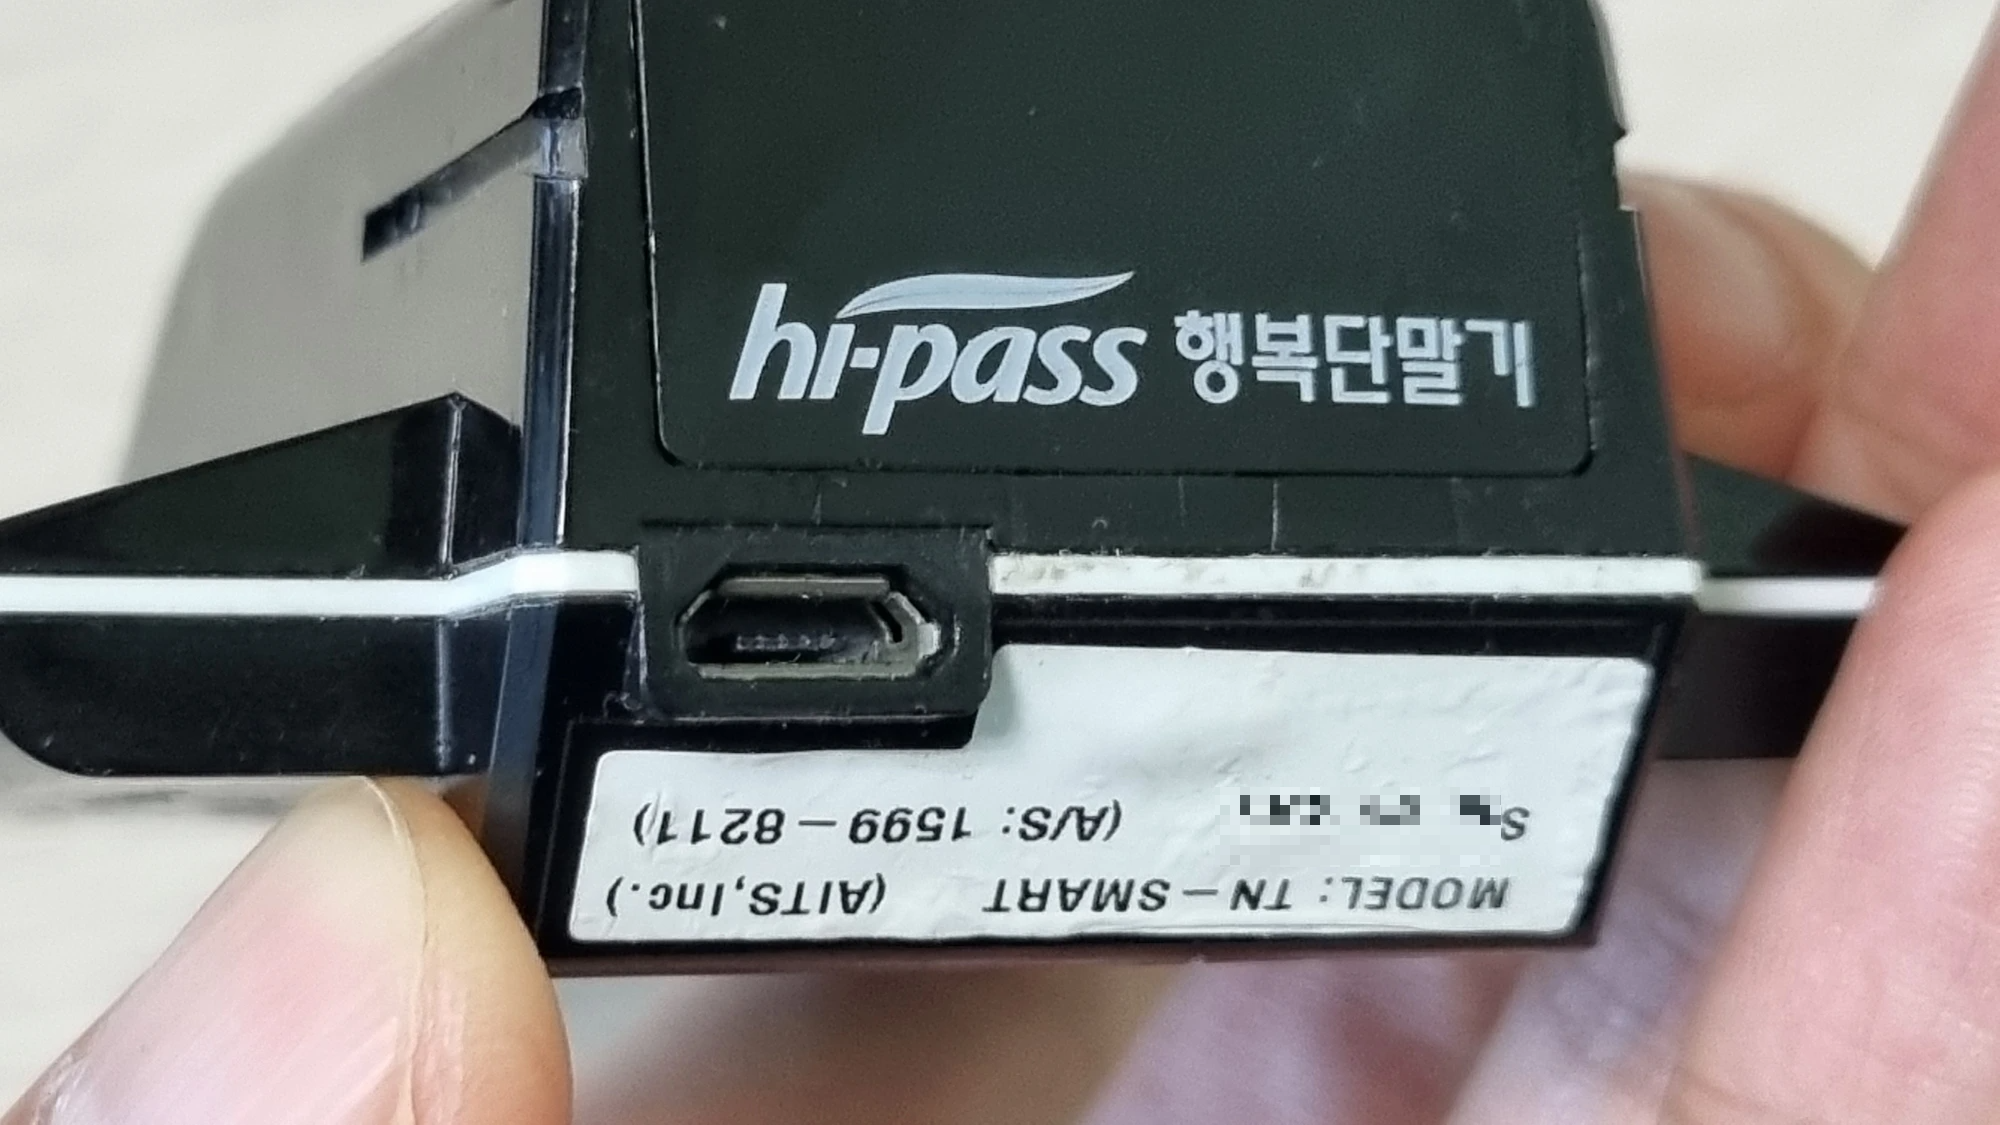 hi-pass 행복단말기
MODEL: TN-SMART (AITS,Inc.)
(A/S: 1599-8211)